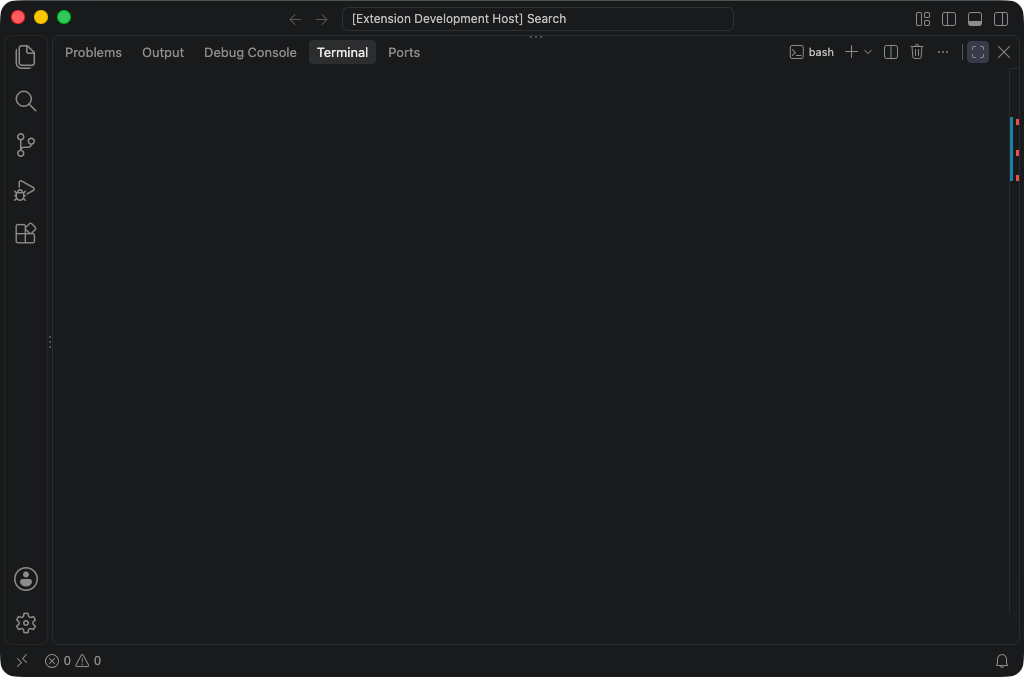 [Extension Development Host] Search
Problems Output Debug Console Terminal Ports bash
0 0